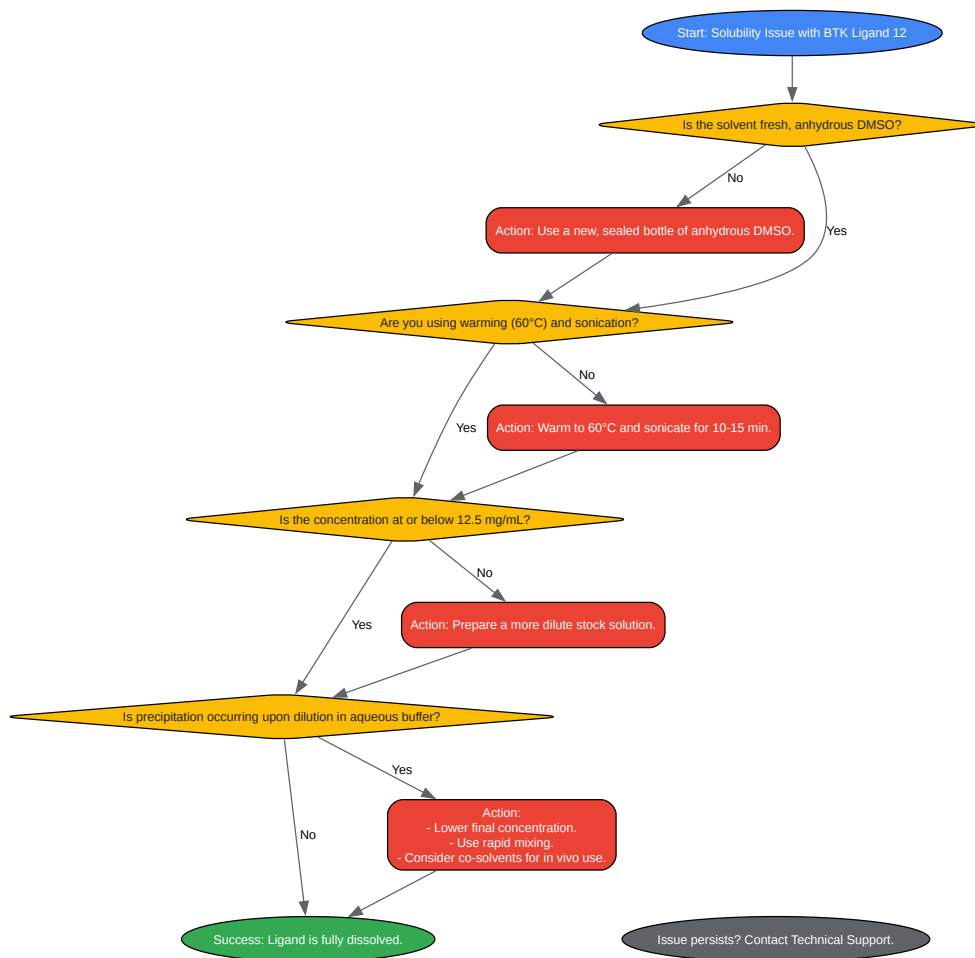 Start: Solubility Issue with BTK Ligand 12
Is the solvent fresh, anhydrous DMSO?
No
Action: Use a new, sealed bottle of anhydrous DMSO.
Yes
Are you using warming (60°C) and sonication?
No
Yes
Action: Warm to 60°C and sonicate for 10-15 min.
Is the concentration at or below 12.5 mg/mL?
No
Yes
Action: Prepare a more dilute stock solution.
Is precipitation occurring upon dilution in aqueous buffer?
Yes
No
Action:
- Lower final concentration.
- Use rapid mixing.
- Consider co-solvents for in vivo use.
Success: Ligand is fully dissolved.
Issue persists? Contact Technical Support.